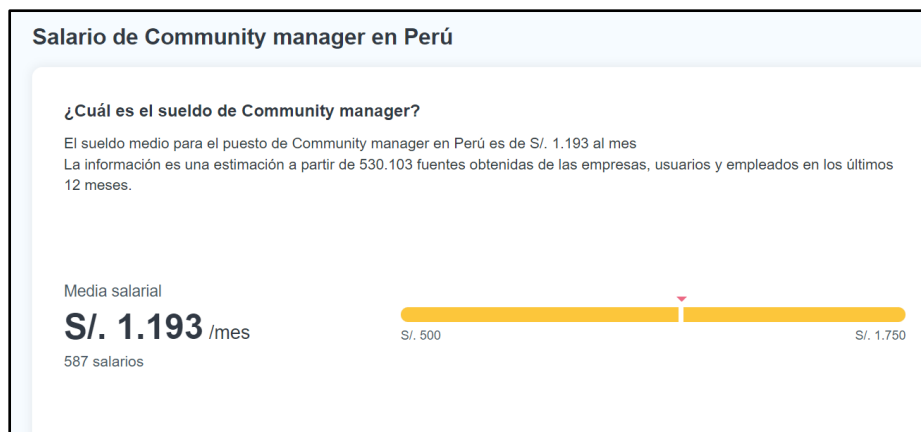 Salario de Community manager en Perú
¿Cuál es el sueldo de Community manager?
El sueldo medio para el puesto de Community manager en Perú es de S/. 1.193 al mes
La información es una estimación a partir de 530.103 fuentes obtenidas de las empresas, usuarios y empleados en los últimos
12 meses.
Media salarial
S/. 1.193 /mes
587 salarios
S/. 500
S/. 1.750